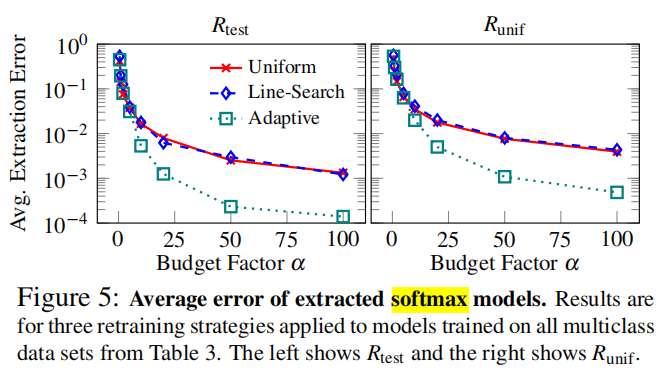 R_test R_unif
10^0
10^−1
10^−2
10^−3
10^−4
Avg. Extraction Error
Uniform
Line-Search
Adaptive
0 25 50 75 100 0 25 50 75 100
Budget Factor α Budget Factor α
Figure 5: Average error of extracted softmax models. Results are
for three retraining strategies applied to models trained on all multiclass
data sets from Table 3. The left shows R_test and the right shows R_unif.